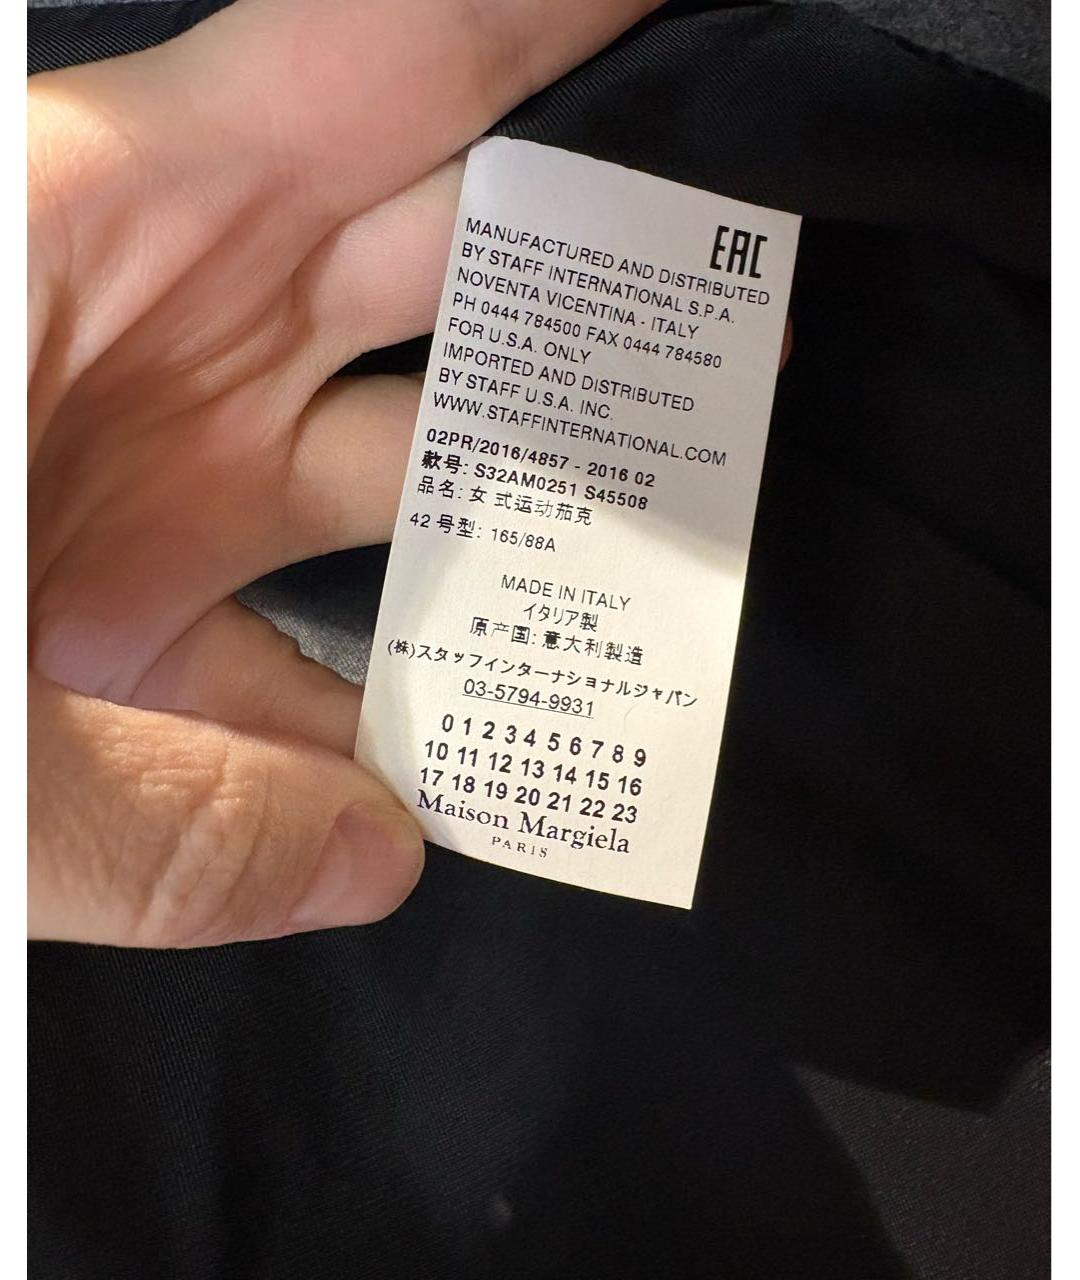 EAC
MANUFACTURED AND DISTRIBUTED
BY STAFF INTERNATIONAL S.P.A.
NOVENTA VICENTINA - ITALY
PH 0444 784500 FAX 0444 784580
FOR U.S.A. ONLY
IMPORTED AND DISTRIBUTED
BY STAFF U.S.A. INC.
WWW.STAFFINTERNATIONAL.COM
02PR/2016/4857 - 2016 02
款号: S32AM0251 S45508
品名: 女 式运动茄克
42 号型: 165/88A
MADE IN ITALY
イタリア製
原产国: 意大利製造
(株)スタッフインターナショナルジャパン
03-5794-9931
0 1 2 3 4 5 6 7 8 9
10 11 12 13 14 15 16
17 18 19 20 21 22 23
Maison Margiela
PARIS